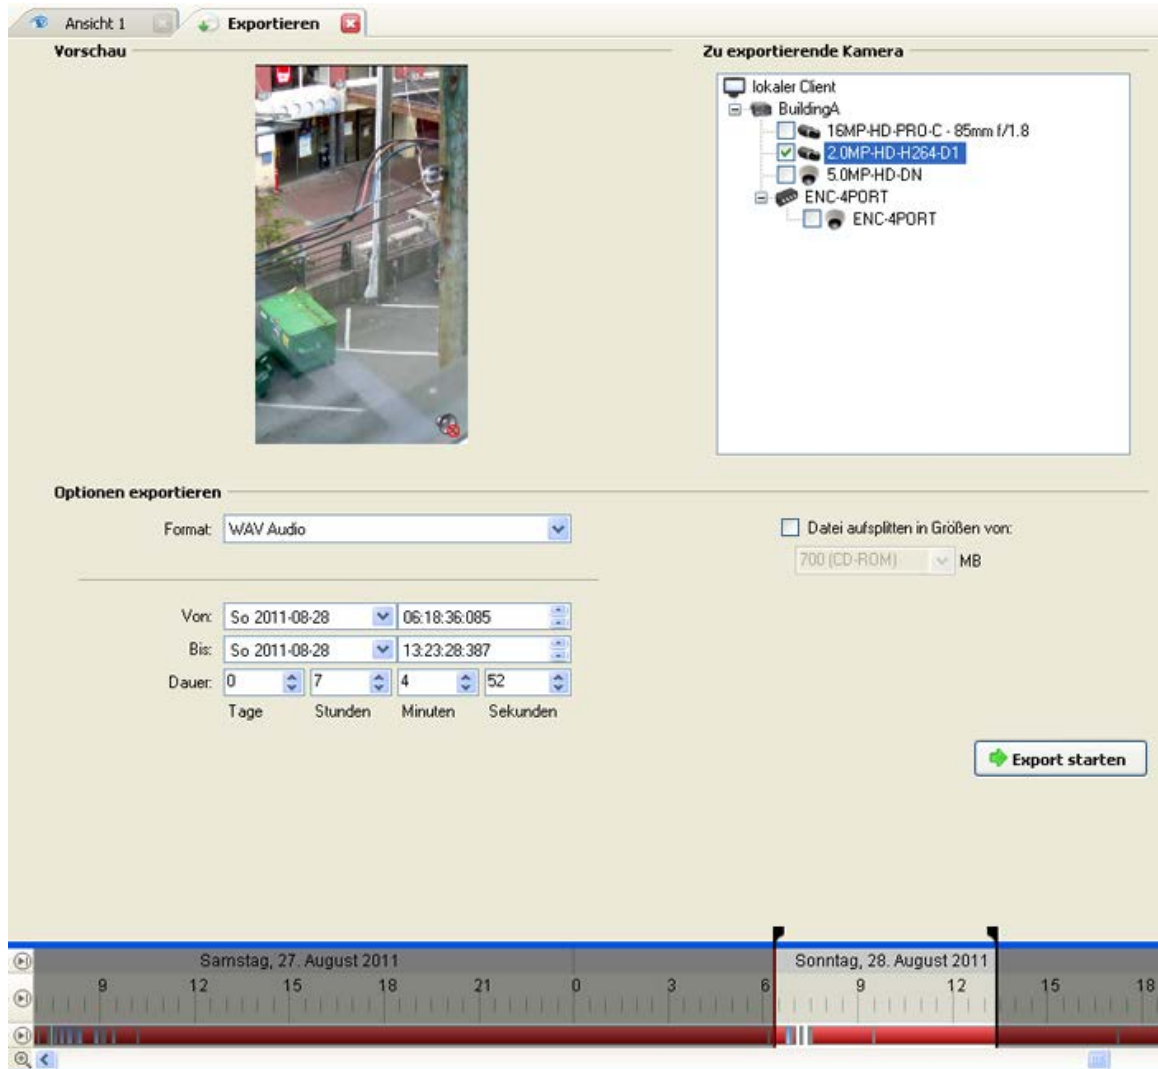 Ansicht 1
Exportieren
Vorschau
Zu exportierende Kamera
lokaler Client
BuildingA
16MP-HD-PRO-C - 85mm f/1.8
2.0MP-HD-H264-D1
5.0MP-HD-DN
ENC-4PORT
ENC-4PORT
Optionen exportieren
Format: WAV Audio
Datei aufsplitten in Größen von:
700 (CD-ROM) MB
Von: So 2011-08-28 06:18:36:085
Bis: So 2011-08-28 13:23:28:387
Dauer: 0 7 4 52
Tage Stunden Minuten Sekunden
Export starten
Samstag, 27. August 2011 Sonntag, 28. August 2011
9 12 15 18 21 0 3 6 9 12 15 18